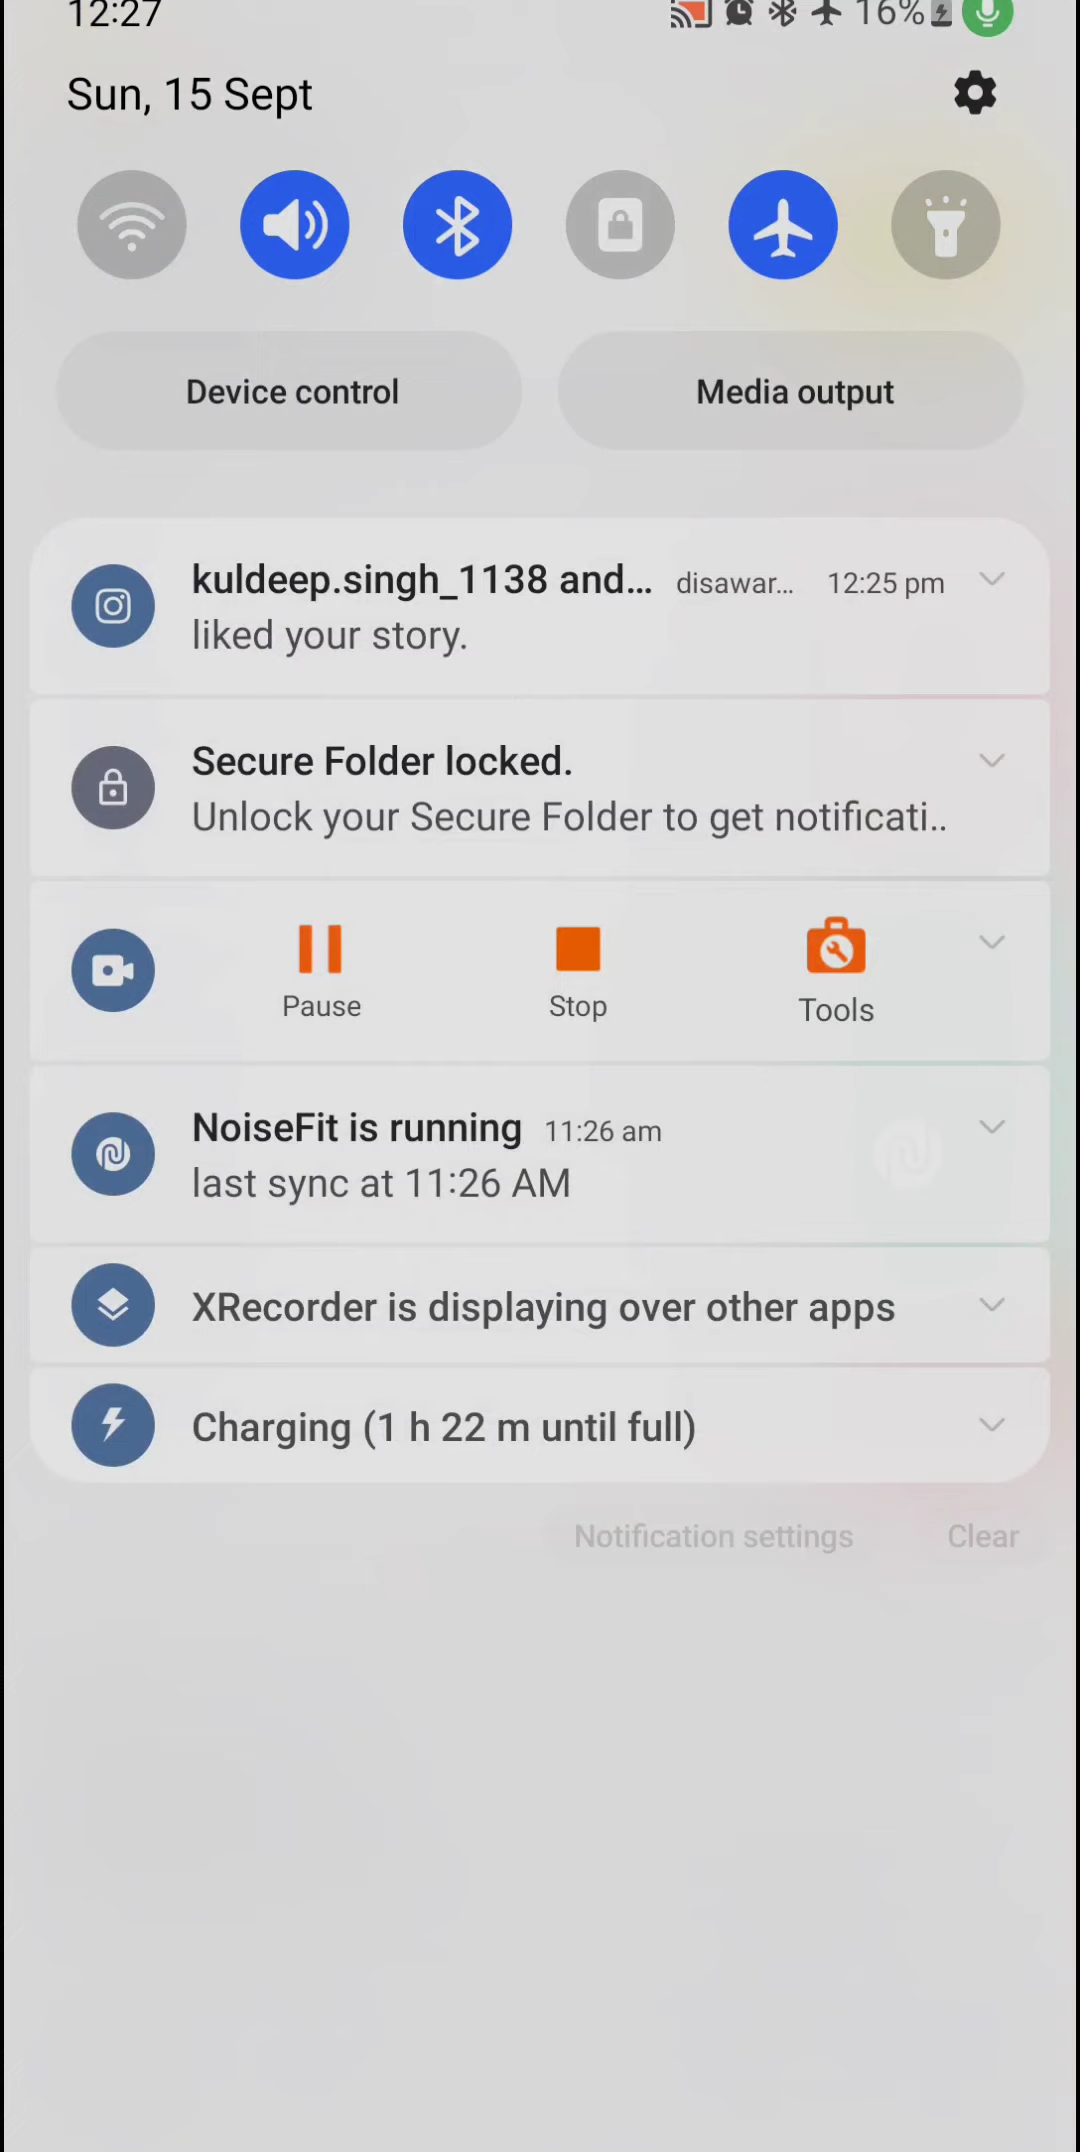 12:27 16%
Sun, 15 Sept
Device control Media output
kuldeep.singh_1138 and... disawar... 12:25 pm
liked your story.
Secure Folder locked.
Unlock your Secure Folder to get notificati..
Pause Stop Tools
NoiseFit is running 11:26 am
last sync at 11:26 AM
XRecorder is displaying over other apps
Charging (1 h 22 m until full)
Notification settings Clear